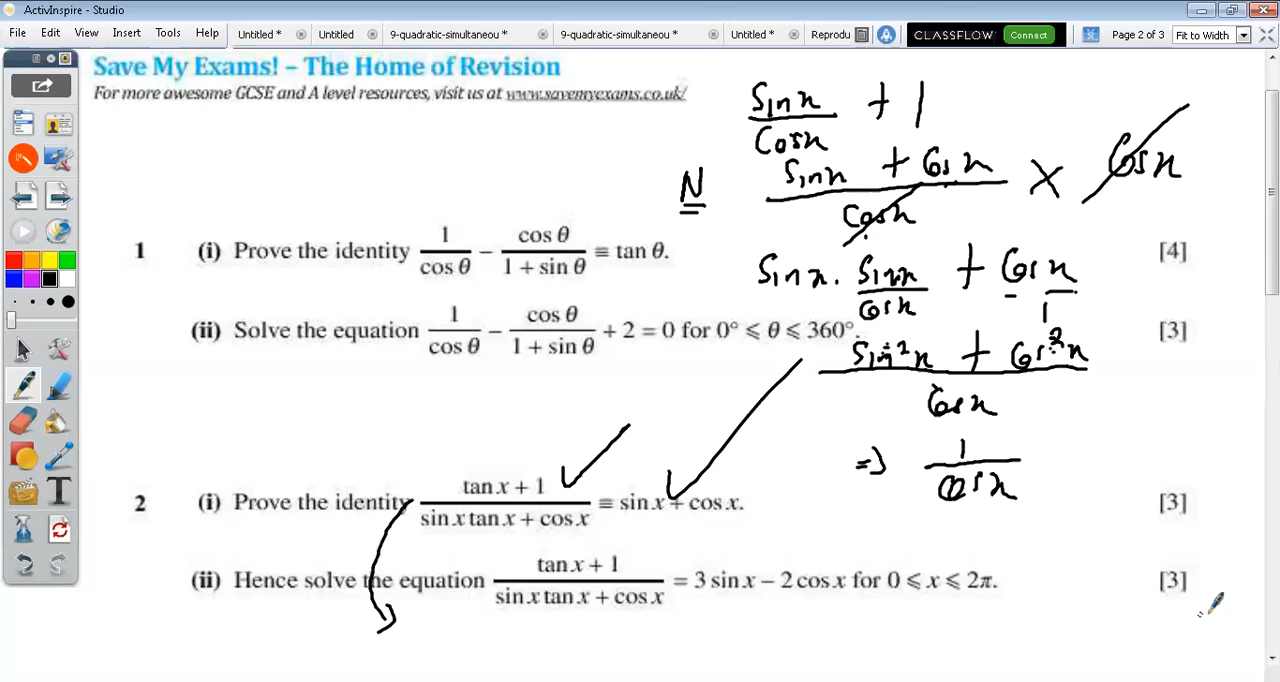 ActivInspire - Studio
File Edit View Insert Tools Help Untitled * Untitled 9-quadratic-simultaneou * 9-quadratic-simultaneou * Untitled * Reprodu CLASSFLOW Connect Page 2 of 3 Fit to Width
Save My Exams! – The Home of Revision
For more awesome GCSE and A level resources, visit us at www.savemyexams.co.uk/
sinx/cosx + 1
N (sinx + cosx)/cosx × cosx
1 (i) Prove the identity 1/cos θ − cos θ/(1 + sin θ) ≡ tan θ. [4]
sinx . sinx/cosx + cosx/1
(ii) Solve the equation 1/cos θ − cos θ/(1 + sin θ) + 2 = 0 for 0° ⩽ θ ⩽ 360°. [3]
(sin²x + cos²x)/cosx
=> 1/cosx
2 (i) Prove the identity (tan x + 1)/(sin x tan x + cos x) ≡ sin x + cos x. [3]
(ii) Hence solve the equation (tan x + 1)/(sin x tan x + cos x) = 3 sin x − 2 cos x for 0 ⩽ x ⩽ 2π. [3]
T